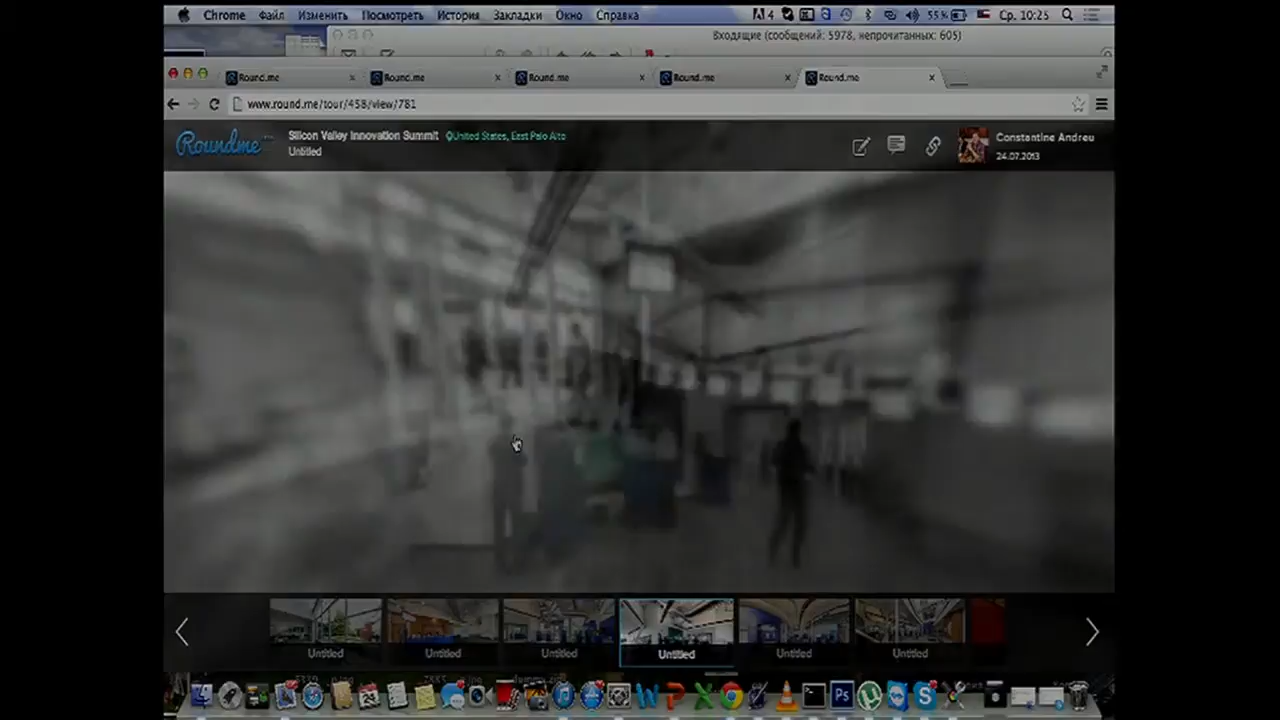 Chrome Файл Изменить Посмотреть История Закладки Окно Справка 4 55% Ср. 10:25
Входящие (сообщений: 5978, непрочитанных: 605)
Round.me Round.me Round.me Round.me Round.me
www.round.me/tour/458/view/781
Roundme Silicon Valley Innovation Summit United States, East Palo Alto Constantine Andreu
Untitled 24.07.2013
Untitled Untitled Untitled Untitled Untitled Untitled